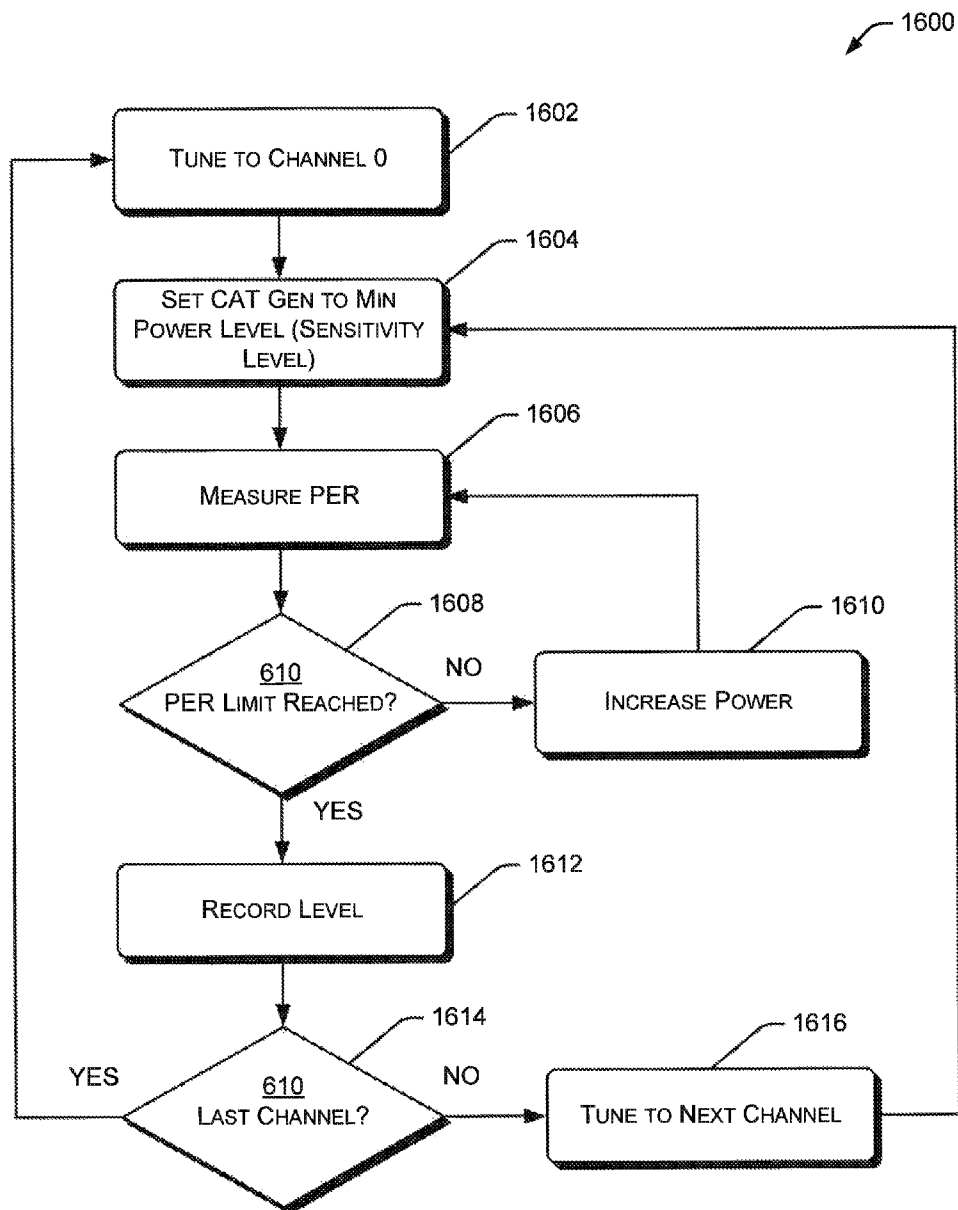 1600
1602
TUNE TO CHANNEL 0
1604
SET CAT GEN TO MIN
POWER LEVEL (SENSITIVITY
LEVEL)
1606
MEASURE PER
1608
610
PER LIMIT REACHED?
NO
1610
INCREASE POWER
YES
1612
RECORD LEVEL
1614
610
LAST CHANNEL?
YES
NO
1616
TUNE TO NEXT CHANNEL